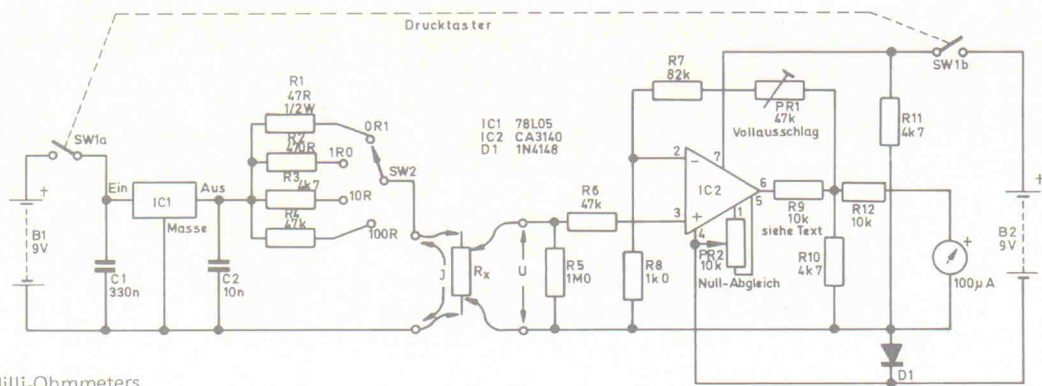 Drucktaster
SW1a
B1
9V
Ein
IC1
Aus
Masse
C1
330n
C2
10n
R1
47R
1/2W
R2
470R
R3
4k7
R4
47k
0R1
1R0
10R
100R
SW2
IC1 78L05
IC2 CA3140
D1 1N4148
J
Rx
U
R5
1M0
R6
47k
R7
82k
PR1
47k
Vollausschlag
R8
1k0
2
3
7
IC2
6
5
4
1
PR2
10k
Null-Abgleich
R9
10k
siehe Text
R10
4k7
R12
10k
R11
4k7
SW1b
100µA
B2
9V
D1
Milli-Ohmmeters